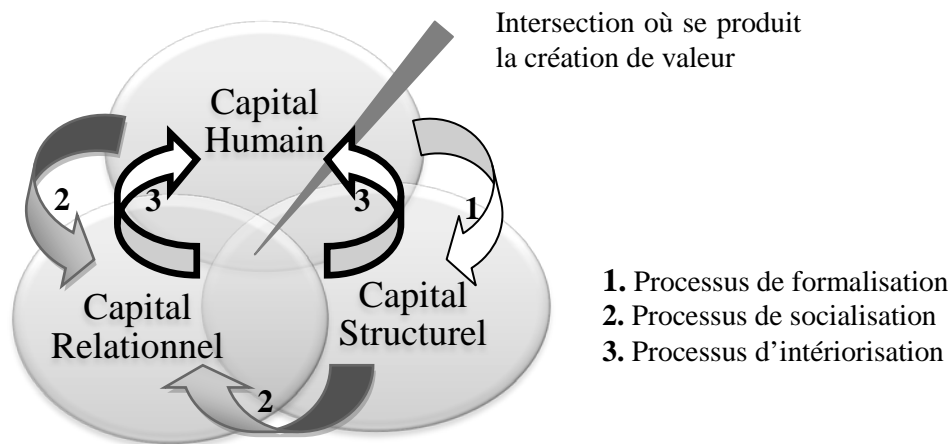 Intersection où se produit
la création de valeur
Capital
Humain
2
3
3
1
Capital
Relationnel
Capital
Structurel
2
1. Processus de formalisation
2. Processus de socialisation
3. Processus d'intériorisation